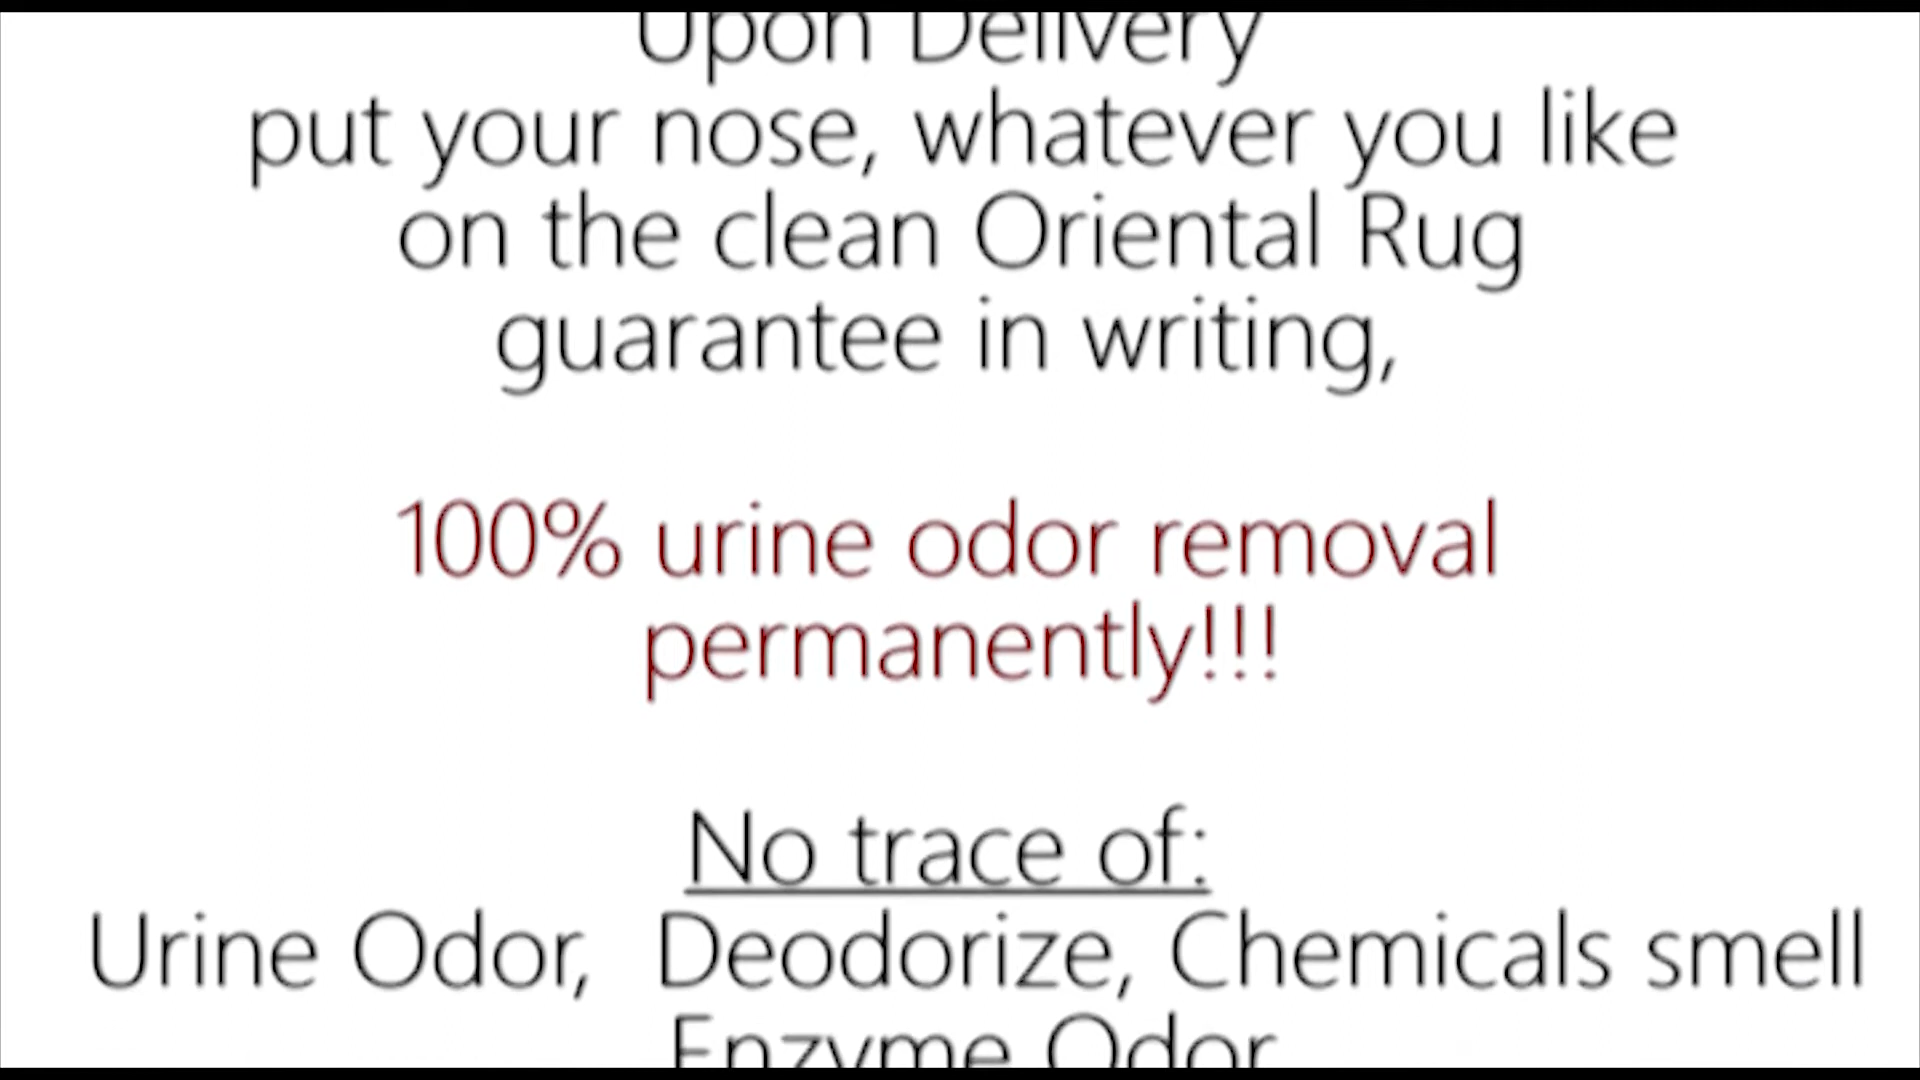 Upon Delivery
put your nose, whatever you like
on the clean Oriental Rug
guarantee in writing,
100% urine odor removal
permanently!!!
No trace of:
Urine Odor, Deodorize, Chemicals smell
Enzyme Odor